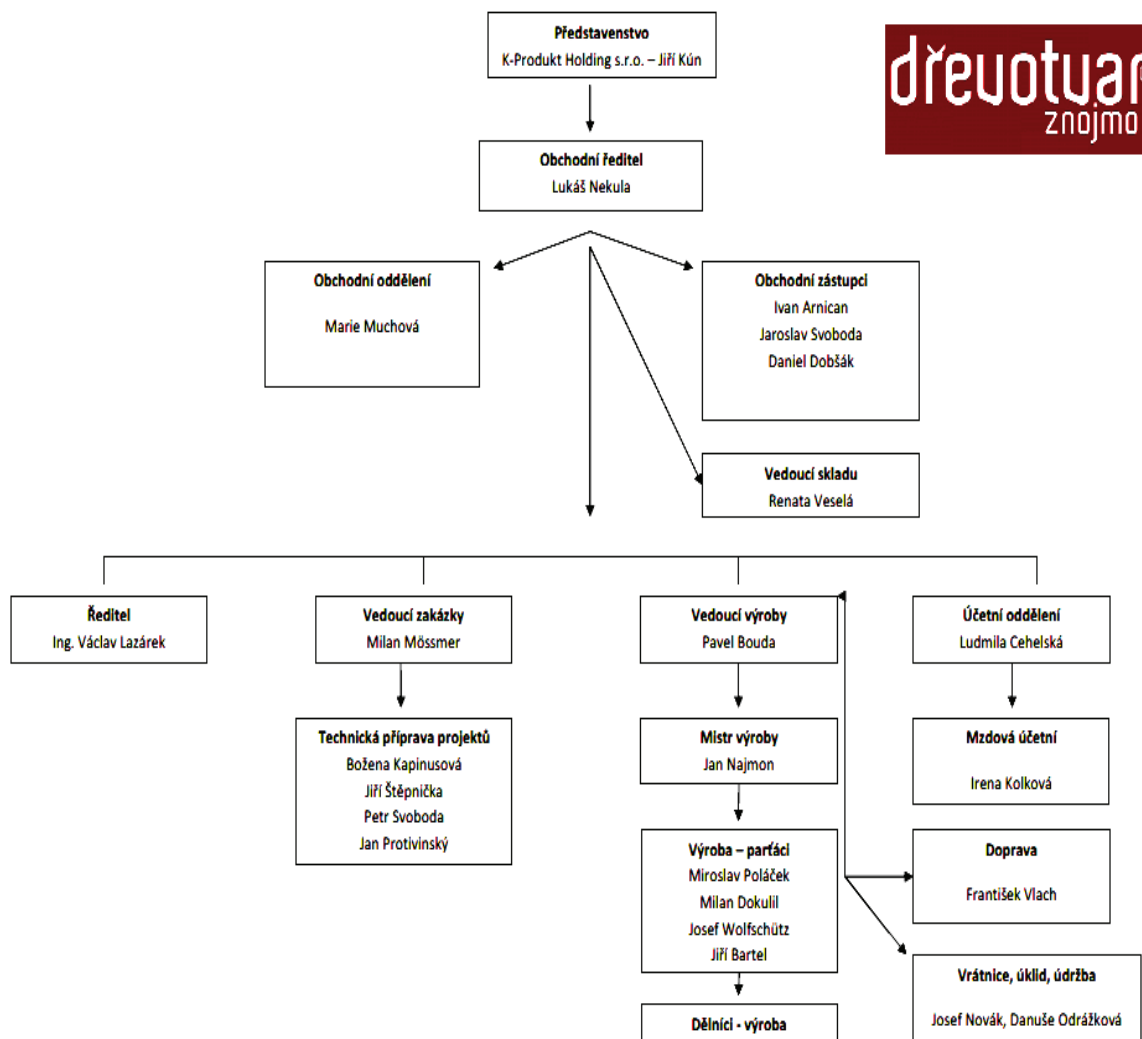 Představenstvo
K-Produkt Holding s.r.o. – Jiří Kún
dřevotvar
znojmo
Obchodní ředitel
Lukáš Nekula
Obchodní oddělení
Marie Muchová
Obchodní zástupci
Ivan Arnican
Jaroslav Svoboda
Daniel Dobšák
Vedoucí skladu
Renata Veselá
Ředitel
Ing. Václav Lazárek
Vedoucí zakázky
Milan Mössmer
Vedoucí výroby
Pavel Bouda
Účetní oddělení
Ludmila Cehelská
Technická příprava projektů
Božena Kapinusová
Jiří Štěpnička
Petr Svoboda
Jan Protivinský
Mistr výroby
Jan Najmon
Mzdová účetní
Irena Kolková
Výroba – parťáci
Miroslav Poláček
Milan Dokulil
Josef Wolfschütz
Jiří Bartel
Doprava
František Vlach
Dělníci - výroba
Vrátnice, úklid, údržba
Josef Novák, Danuše Odrážková